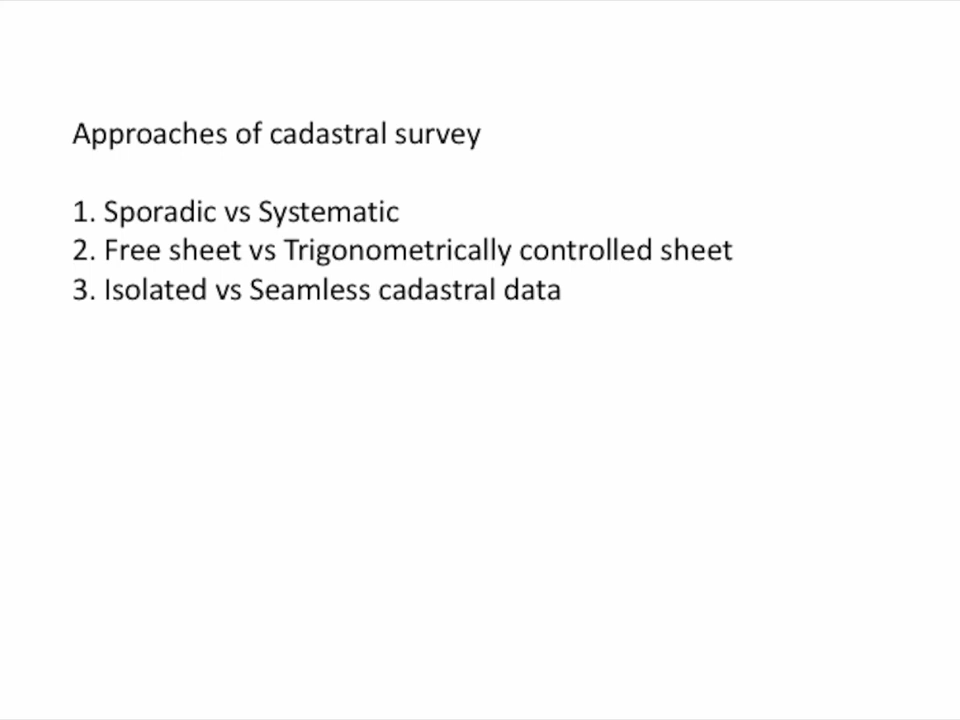 Approaches of cadastral survey
1. Sporadic vs Systematic
2. Free sheet vs Trigonometrically controlled sheet
3. Isolated vs Seamless cadastral data